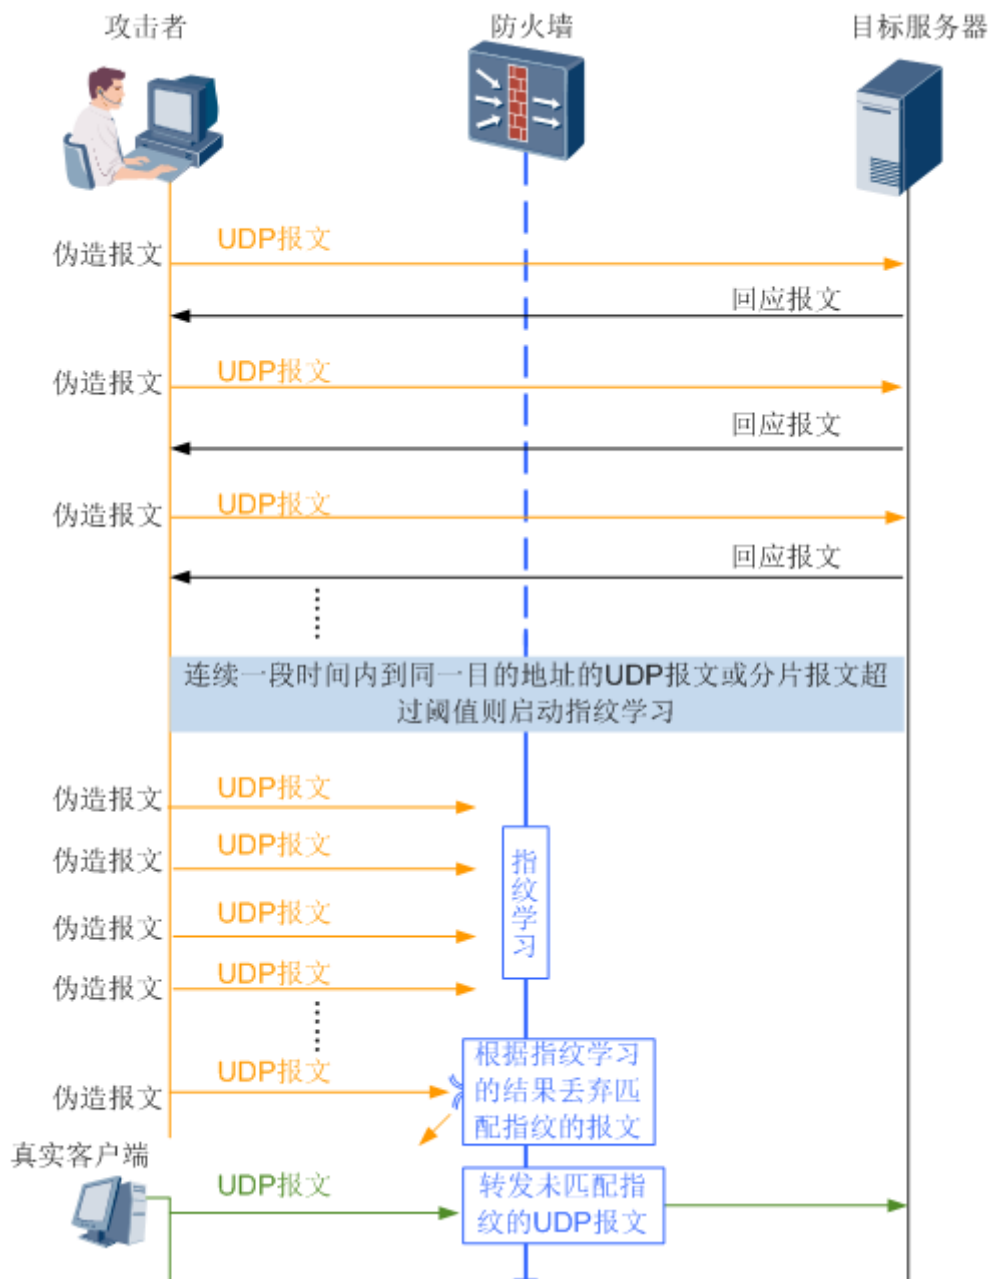 攻击者
防火墙
目标服务器
伪造报文
UDP报文
回应报文
伪造报文
UDP报文
回应报文
伪造报文
UDP报文
回应报文
连续一段时间内到同一目的地址的UDP报文或分片报文超
过阈值则启动指纹学习
伪造报文
UDP报文
伪造报文
UDP报文
指纹学习
伪造报文
UDP报文
伪造报文
UDP报文
伪造报文
UDP报文
根据指纹学习
的结果丢弃匹
配指纹的报文
真实客户端
UDP报文
转发未匹配指
纹的UDP报文